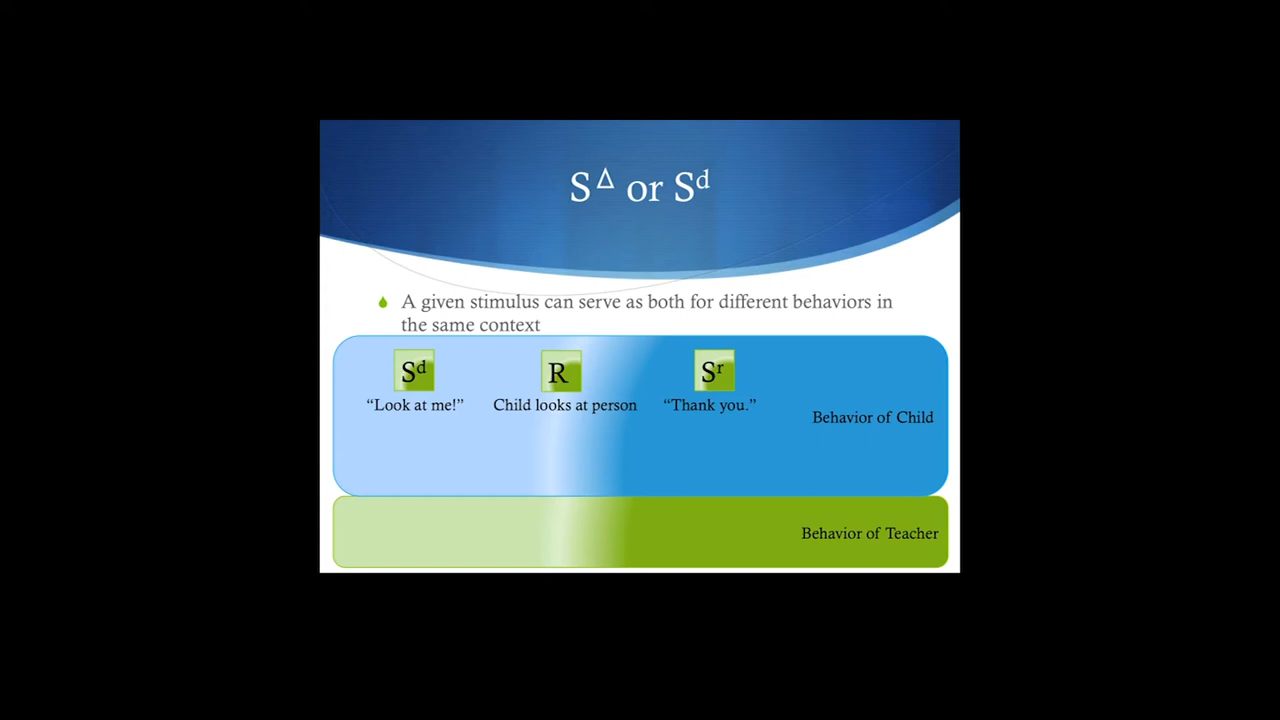 S^Δ or S^d
A given stimulus can serve as both for different behaviors in
the same context
S^d R S^r
“Look at me!” Child looks at person “Thank you.”
Behavior of Child
Behavior of Teacher